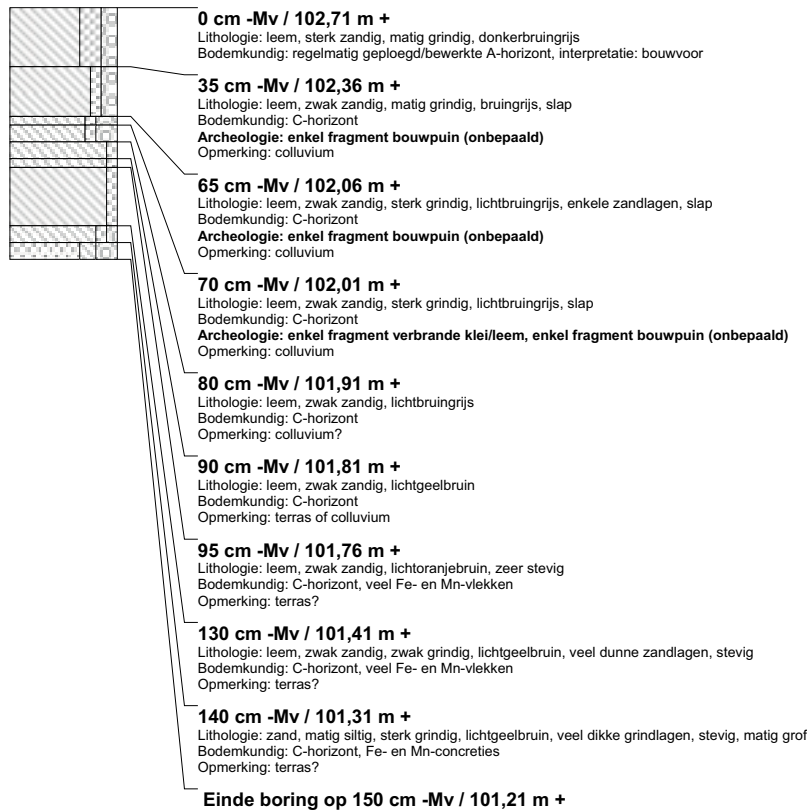 0 cm -Mv / 102,71 m +
Lithologie: leem, sterk zandig, matig grindig, donkerbruingrijs
Bodemkundig: regelmatig geploegd/bewerkte A-horizont, interpretatie: bouwvoor
35 cm -Mv / 102,36 m +
Lithologie: leem, zwak zandig, matig grindig, bruingrijs, slap
Bodemkundig: C-horizont
Archeologie: enkel fragment bouwpuin (onbepaald)
Opmerking: colluvium
65 cm -Mv / 102,06 m +
Lithologie: leem, zwak zandig, sterk grindig, lichtbruingrijs, enkele zandlagen, slap
Bodemkundig: C-horizont
Archeologie: enkel fragment bouwpuin (onbepaald)
Opmerking: colluvium
70 cm -Mv / 102,01 m +
Lithologie: leem, zwak zandig, sterk grindig, lichtbruingrijs, slap
Bodemkundig: C-horizont
Archeologie: enkel fragment verbrande klei/leem, enkel fragment bouwpuin (onbepaald)
Opmerking: colluvium
80 cm -Mv / 101,91 m +
Lithologie: leem, zwak zandig, lichtbruingrijs
Bodemkundig: C-horizont
Opmerking: colluvium?
90 cm -Mv / 101,81 m +
Lithologie: leem, zwak zandig, lichtgeelbruin
Bodemkundig: C-horizont
Opmerking: terras of colluvium
95 cm -Mv / 101,76 m +
Lithologie: leem, zwak zandig, lichtoranjebruin, zeer stevig
Bodemkundig: C-horizont, veel Fe- en Mn-vlekken
Opmerking: terras?
130 cm -Mv / 101,41 m +
Lithologie: leem, zwak zandig, zwak grindig, lichtgeelbruin, veel dunne zandlagen, stevig
Bodemkundig: C-horizont, veel Fe- en Mn-vlekken
Opmerking: terras?
140 cm -Mv / 101,31 m +
Lithologie: zand, matig siltig, sterk grindig, lichtgeelbruin, veel dikke grindlagen, stevig, matig grof
Bodemkundig: C-horizont, Fe- en Mn-concreties
Opmerking: terras?
Einde boring op 150 cm -Mv / 101,21 m +